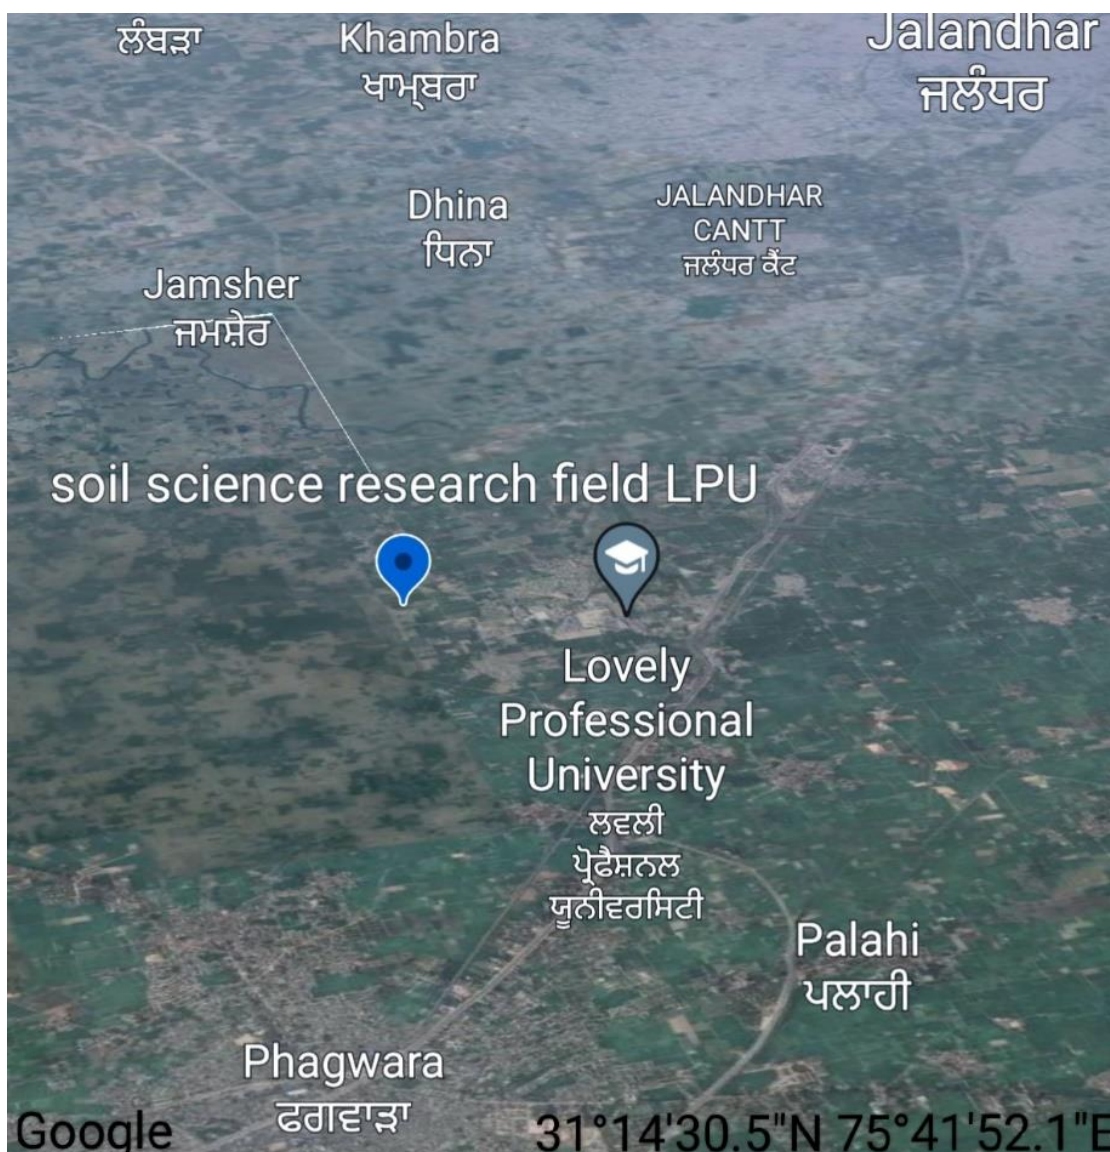 ਲੰਬੜਾ
Khambra
ਖਾਮ੍ਬਰਾ
Jalandhar
ਜਲੰਧਰ
Dhina
ਧਿਨਾ
JALANDHAR
CANTT
ਜਲੰਧਰ ਕੈਂਟ
Jamsher
ਜਮਸ਼ੇਰ
soil science research field LPU
Lovely
Professional
University
ਲਵਲੀ
ਪ੍ਰੋਫੈਸ਼ਨਲ
ਯੂਨੀਵਰਸਿਟੀ
Palahi
ਪਲਾਹੀ
Phagwara
ਫਗਵਾੜਾ
Google
31°14'30.5"N 75°41'52.1"E